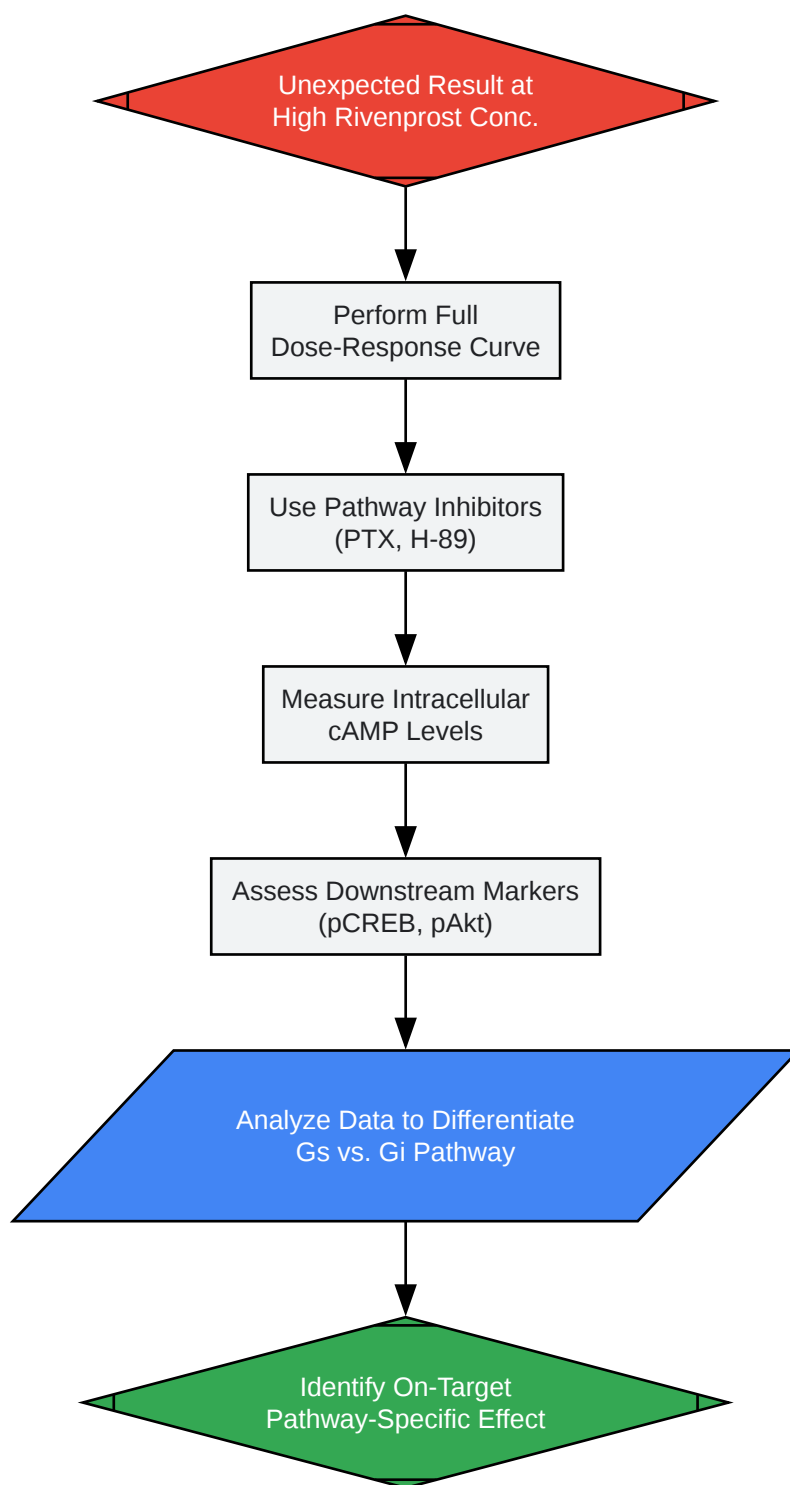 Unexpected Result at
High Rivenprost Conc.
Perform Full
Dose-Response Curve
Use Pathway Inhibitors
(PTX, H-89)
Measure Intracellular
cAMP Levels
Assess Downstream Markers
(pCREB, pAkt)
Analyze Data to Differentiate
Gs vs. Gi Pathway
Identify On-Target
Pathway-Specific Effect